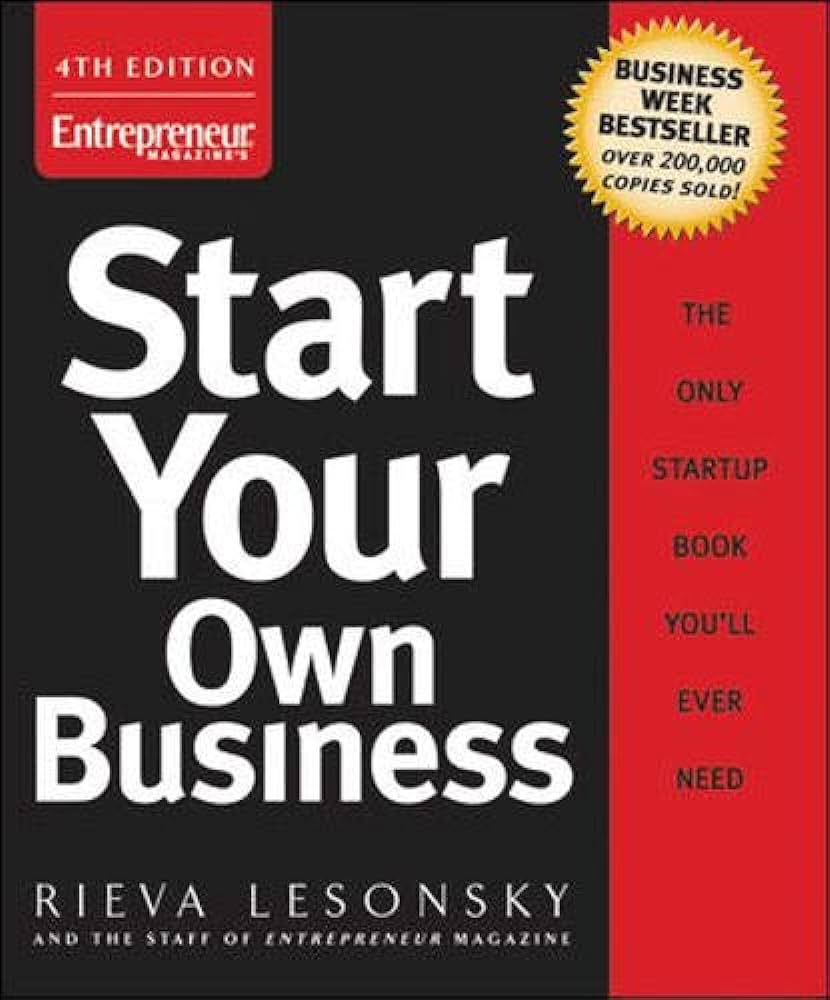 4TH EDITION
Entrepreneur
MAGAZINE'S
BUSINESS
WEEK
BESTSELLER
OVER 200,000
COPIES SOLD!
Start
Your
Own
Business
THE
ONLY
STARTUP
BOOK
YOU'LL
EVER
NEED
RIEVA LESONSKY
AND THE STAFF OF ENTREPRENEUR MAGAZINE